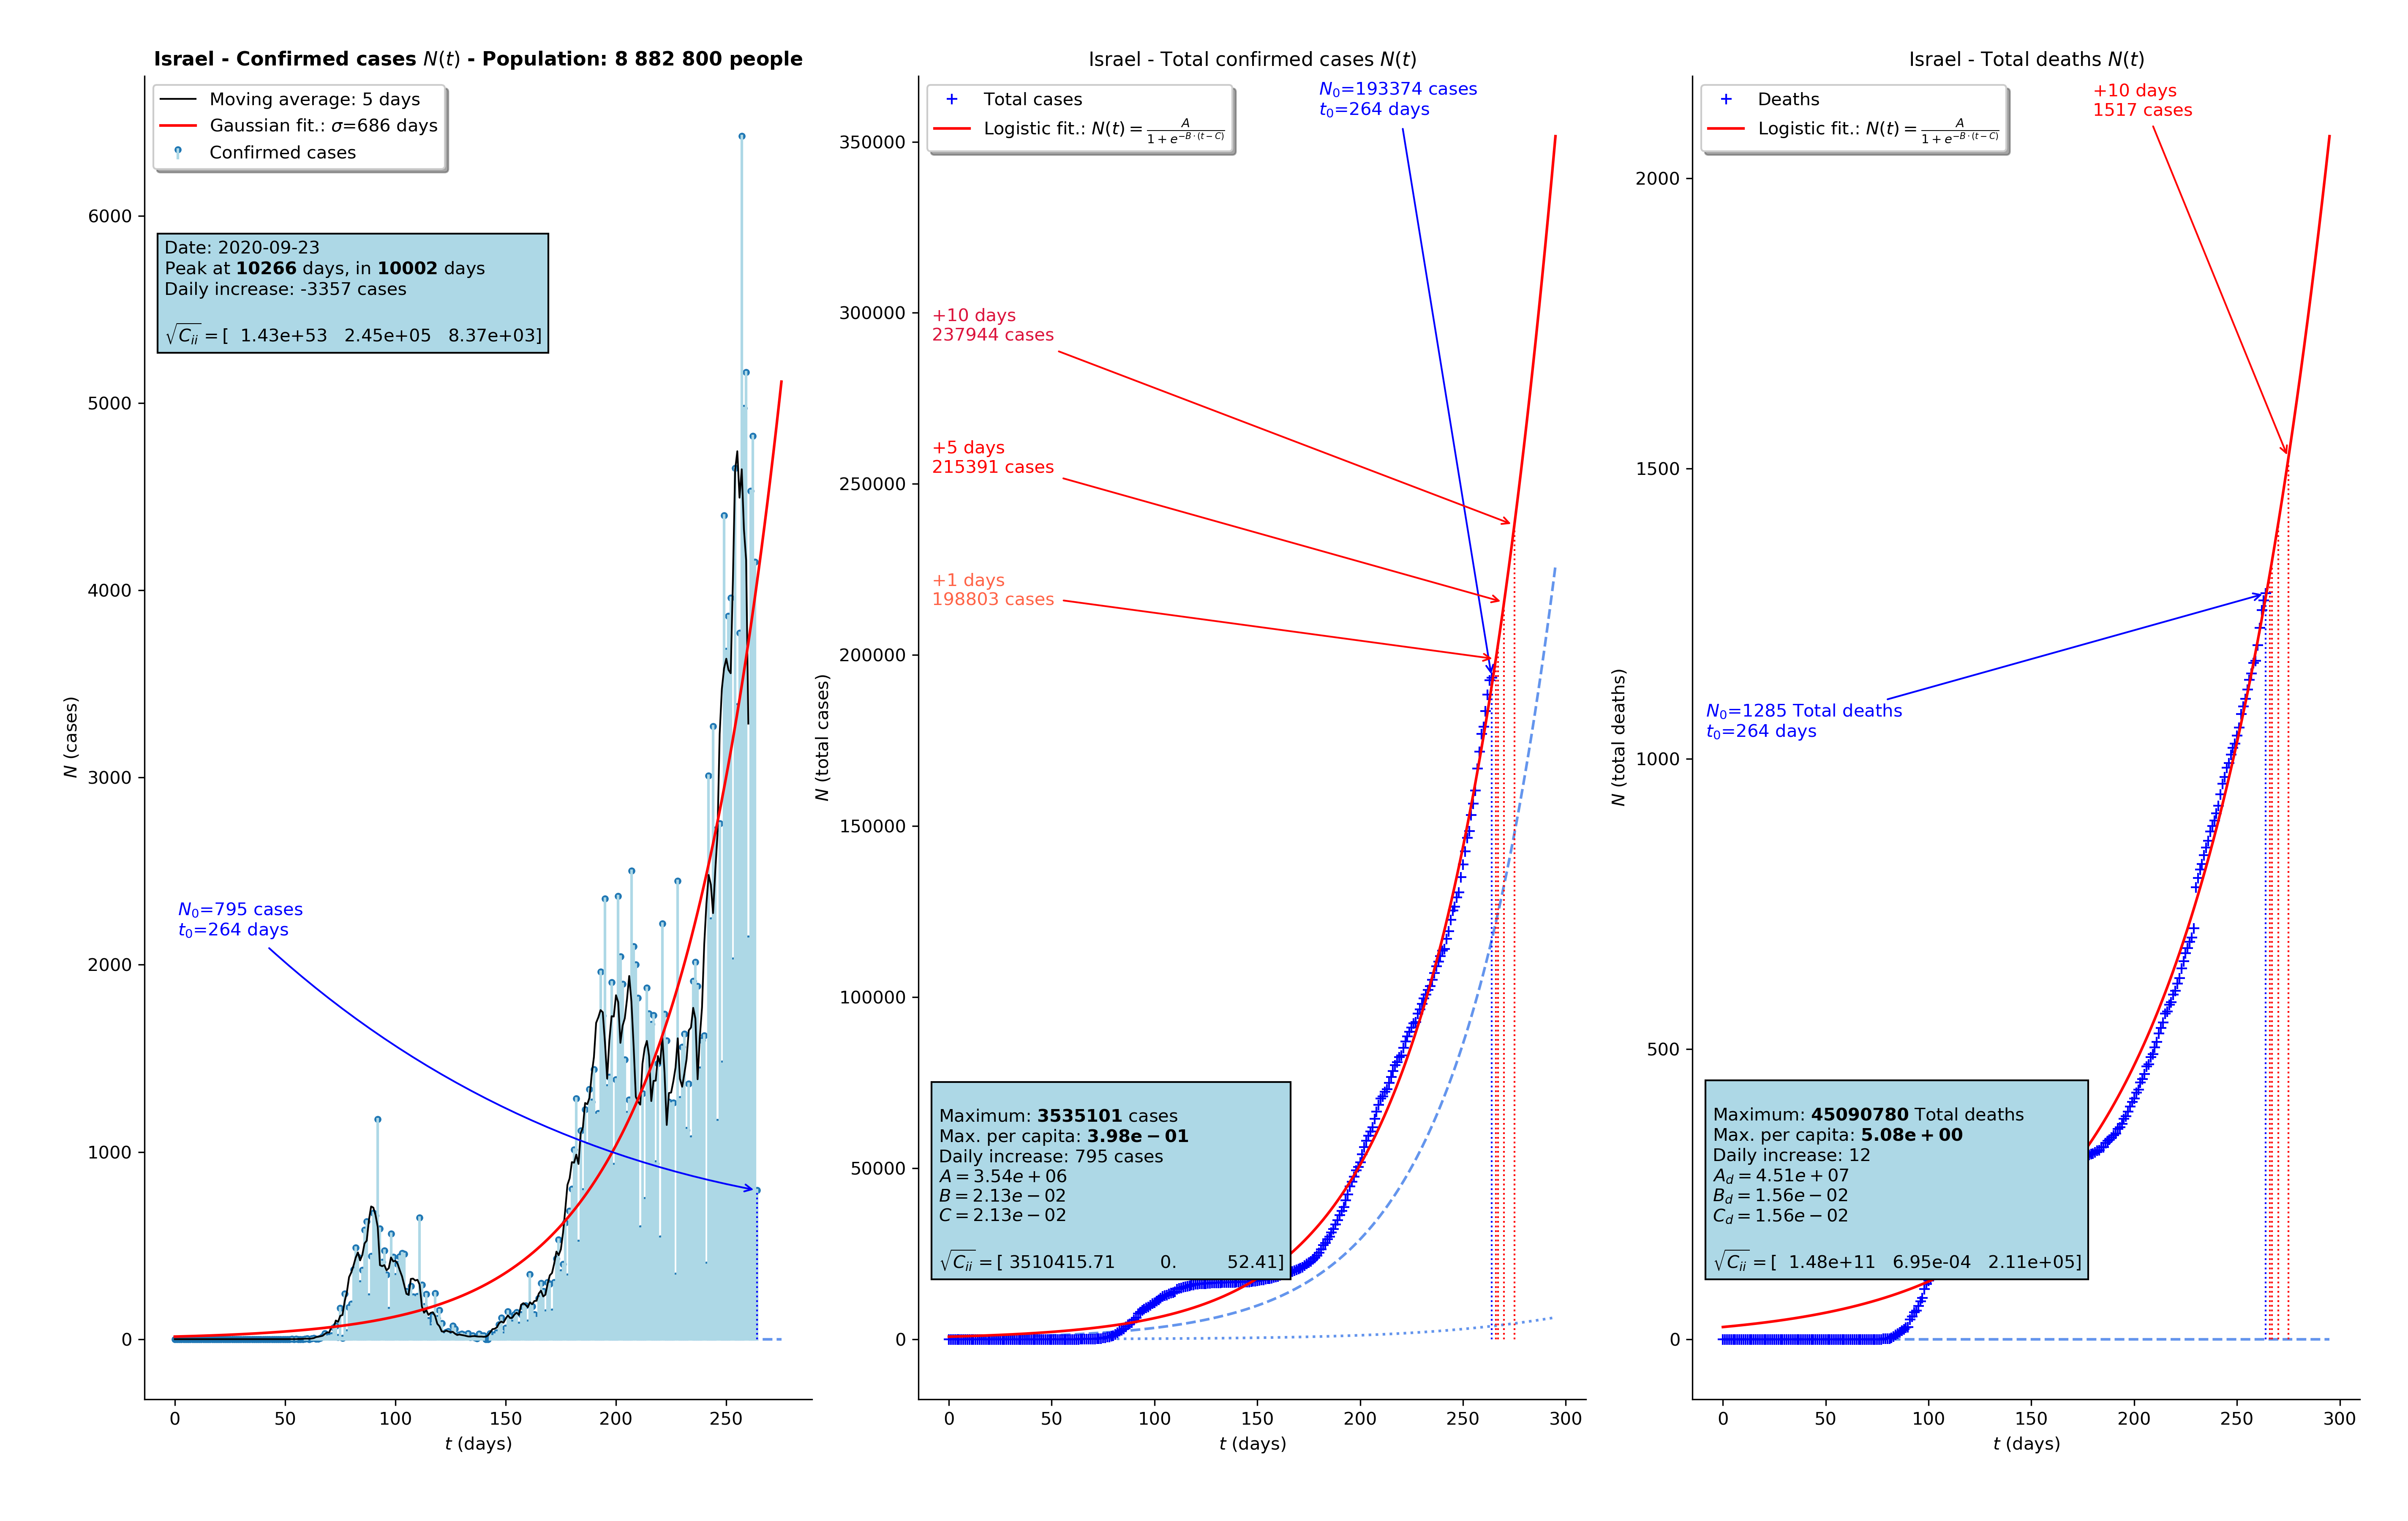 Israel - Confirmed cases N(t) - Population: 8 882 800 people
Moving average: 5 days
Gaussian fit.: σ=686 days
Confirmed cases
Date: 2020-09-23
Peak at 10266 days, in 10002 days
Daily increase: -3357 cases
√C_ii = [ 1.43e+53 2.45e+05 8.37e+03]
N_0=795 cases
t_0=264 days
6000
5000
4000
3000
2000
1000
0
N (cases)
0 50 100 150 200 250
t (days)
Israel - Total confirmed cases N(t)
Total cases
Logistic fit.: N(t) = A / (1 + e^{-B·(t-C)})
N_0=193374 cases
t_0=264 days
+10 days
237944 cases
+5 days
215391 cases
+1 days
198803 cases
Maximum: 3535101 cases
Max. per capita: 3.98e − 01
Daily increase: 795 cases
A = 3.54e + 06
B = 2.13e − 02
C = 2.13e − 02
√C_ii = [ 3510415.71 0. 52.41]
350000
300000
250000
200000
150000
100000
50000
0
N (total cases)
0 50 100 150 200 250 300
t (days)
Israel - Total deaths N(t)
Deaths
Logistic fit.: N(t) = A / (1 + e^{-B·(t-C)})
+10 days
1517 cases
N_0=1285 Total deaths
t_0=264 days
Maximum: 45090780 Total deaths
Max. per capita: 5.08e + 00
Daily increase: 12
A_d = 4.51e + 07
B_d = 1.56e − 02
C_d = 1.56e − 02
√C_ii = [ 1.48e+11 6.95e-04 2.11e+05]
2000
1500
1000
500
0
N (total deaths)
0 50 100 150 200 250 300
t (days)